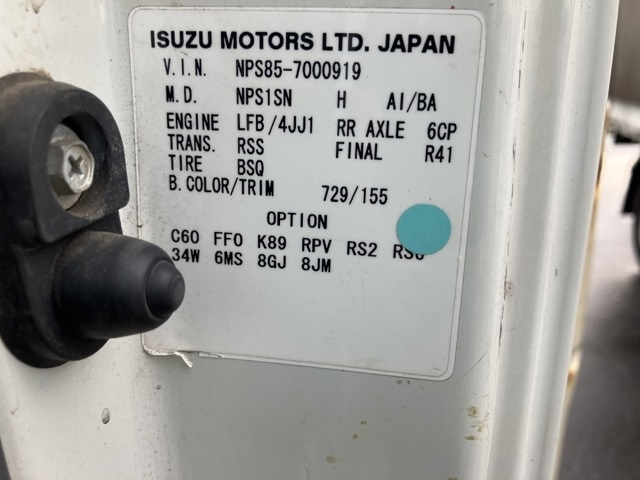 ISUZU MOTORS LTD. JAPAN
V.I.N. NPS85-7000919
M.D. NPS1SN H AI/BA
ENGINE LFB/4JJ1 RR AXLE 6CP
TRANS. RSS FINAL R41
TIRE BSQ
B.COLOR/TRIM 729/155
OPTION
C60 FF0 K89 RPV RS2
34W 6MS 8GJ 8JM